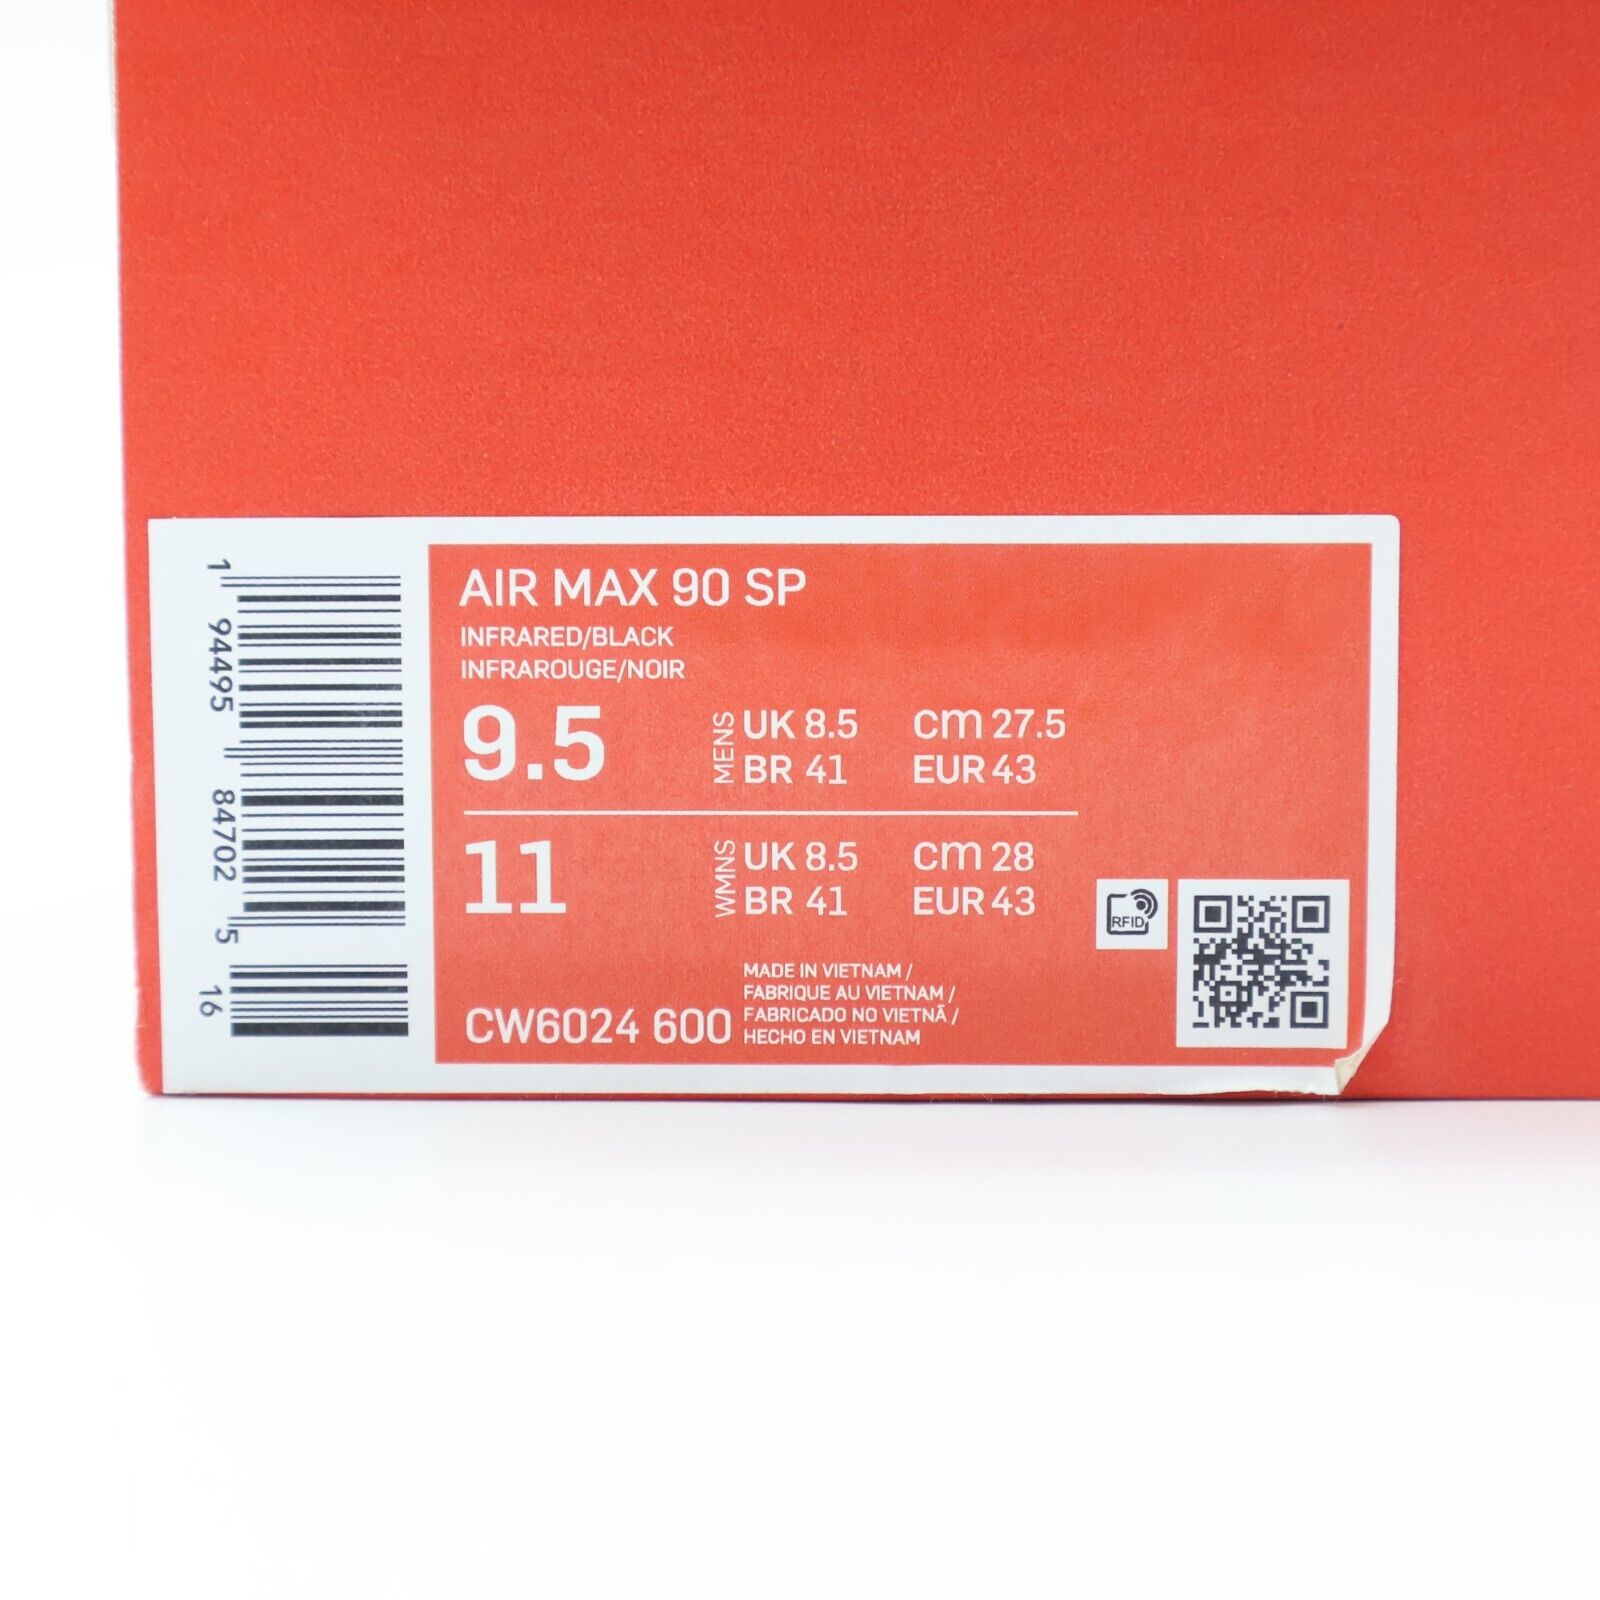 AIR MAX 90 SP
INFRARED/BLACK
INFRAROUGE/NOIR
9.5 MENS UK 8.5 cm 27.5
BR 41 EUR 43
11 WMNS UK 8.5 cm 28
BR 41 EUR 43
RFID
CW6024 600
MADE IN VIETNAM /
FABRIQUE AU VIETNAM /
FABRICADO NO VIETNÃ /
HECHO EN VIETNAM
1 94495 84702 5 16